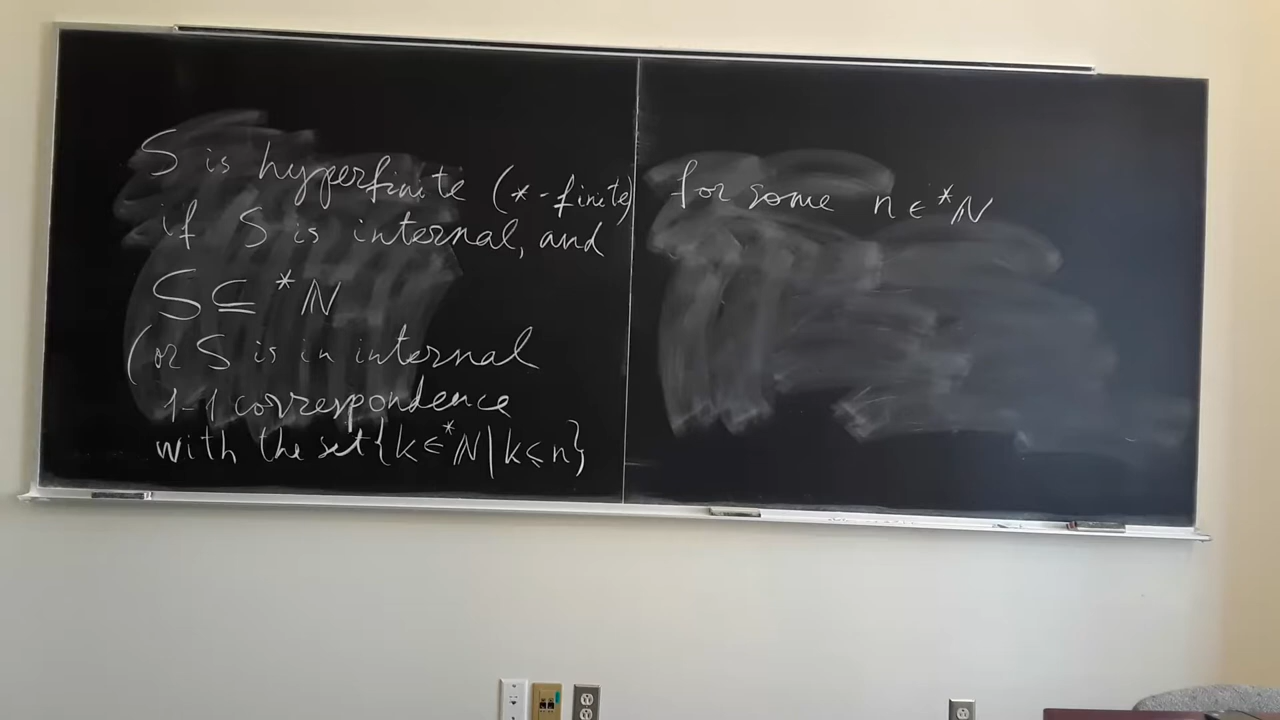 S is hyperfinite (*-finite)
if S is internal, and
S ⊆ *ℕ
(or S is in internal
1-1 correspondence
with the set {k ∈ *ℕ | k ≤ n}
for some n ∈ *ℕ